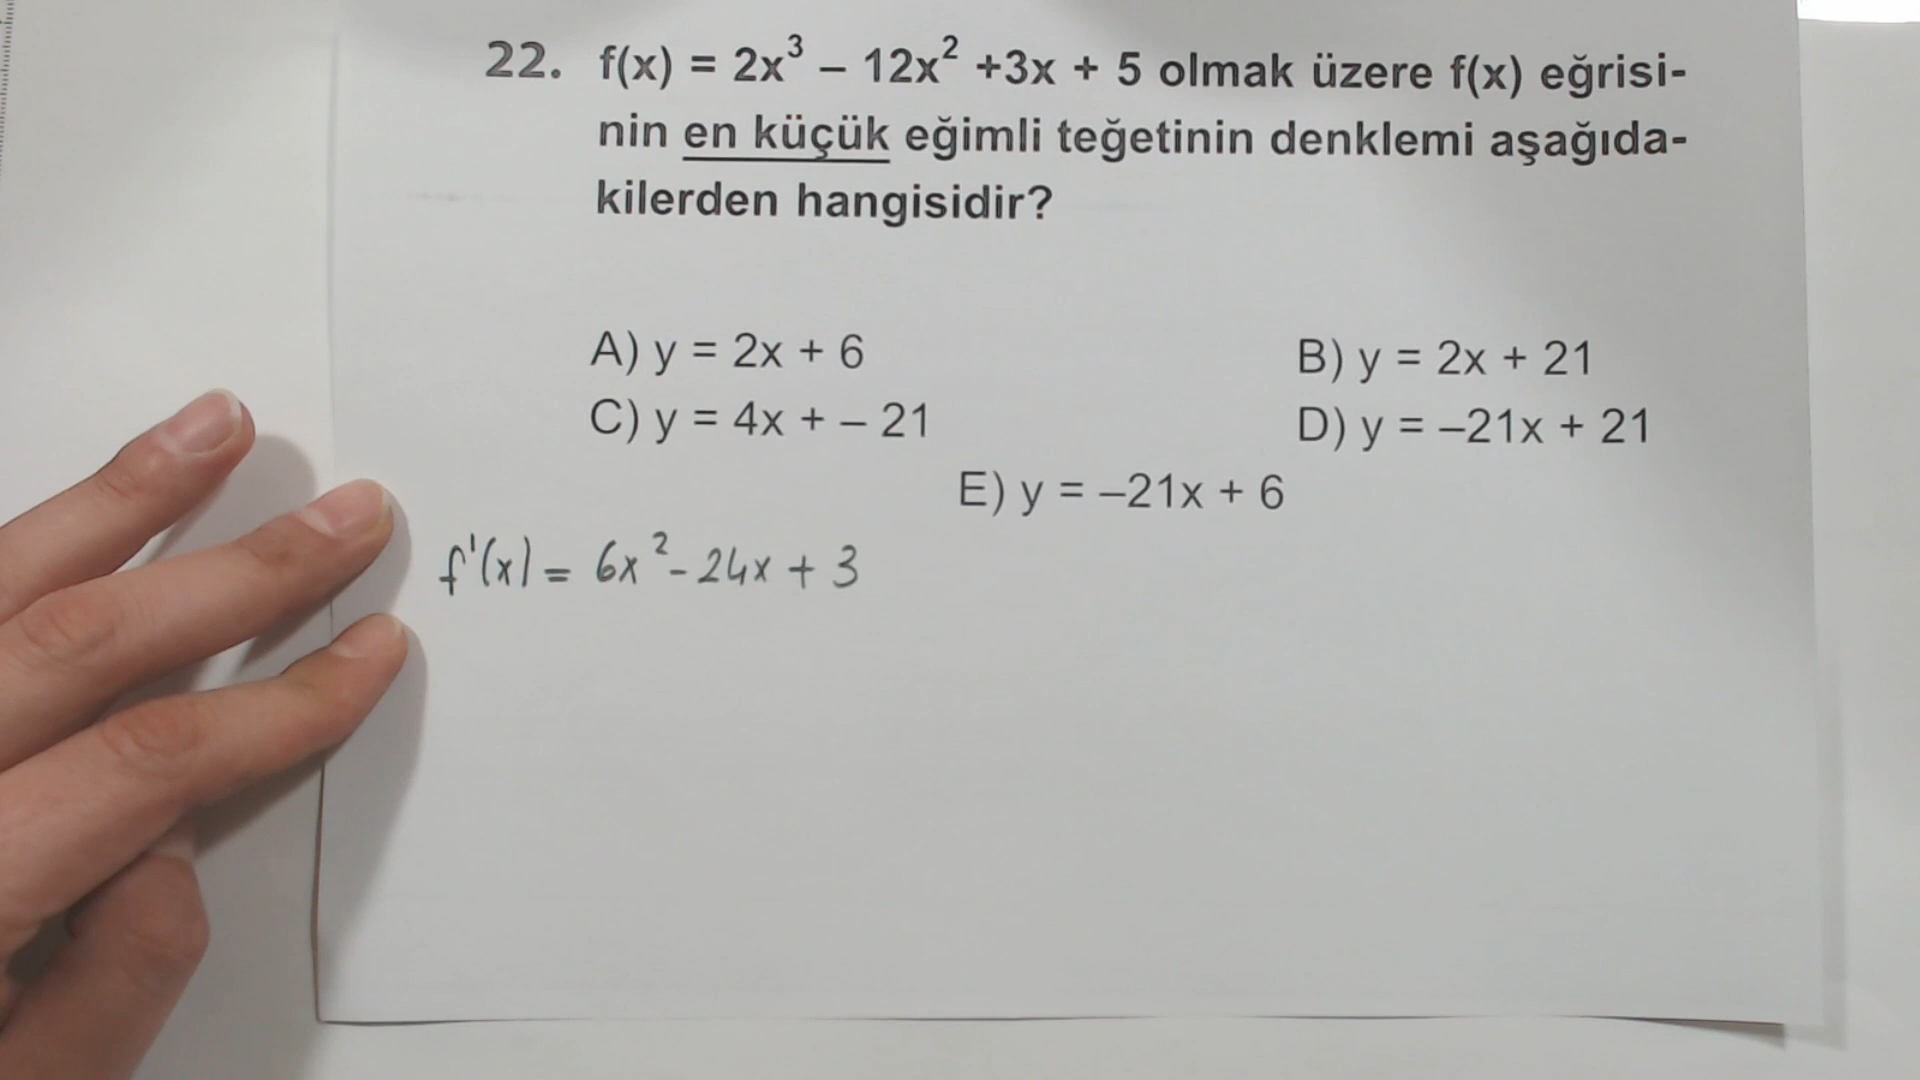 22. f(x) = 2x³ – 12x² +3x + 5 olmak üzere f(x) eğrisi-
nin en küçük eğimli teğetinin denklemi aşağıda-
kilerden hangisidir?
A) y = 2x + 6
B) y = 2x + 21
C) y = 4x + – 21
D) y = –21x + 21
E) y = –21x + 6
f'(x) = 6x² - 24x + 3